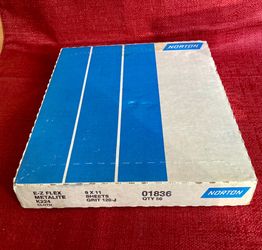 NORTON
E-Z FLEX
METALITE
K224
CLOTH
9 X 11
SHEETS
GRIT 120-J
01836
QTY 50
NORTON